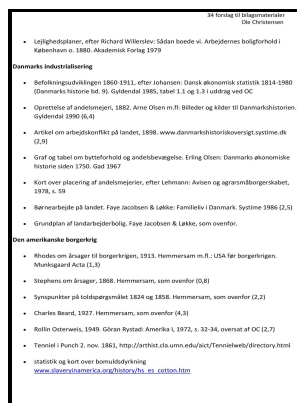 34 forslag til bilagsmaterialer
Ole Christensen
• Lejlighedsplaner, efter Richard Willerslev: Sådan boede vi. Arbejdernes boligforhold i
København o. 1880. Akademisk Forlag 1979
Danmarks industrialisering
• Befolkningsudviklingen 1860-1911, efter Johansen: Dansk økonomisk statistik 1814-1980
(Danmarks historie bd. 9). Gyldendal 1985, tabel 1.1 og 1.3 i uddrag ved OC
• Oprettelse af andelsmejeri, 1882. Arne Olsen m.fl: Billeder og kilder til Danmarkshistorien.
Gyldendal 1990 (6,4)
• Artikel om arbejdskonflikt på landet, 1898. www.danmarkshistoriskoversigt.systime.dk
(2,9)
• Graf og tabel om bytteforhold og andelsbevægelse. Erling Olsen: Danmarks økonomiske
historie siden 1750. Gad 1967
• Kort over placering af andelsmejerier, efter Lehmann: Avisen og agrarsmåborgerskabet,
1978, s. 59
• Børnearbejde på landet. Faye Jacobsen & Løkke: Familieliv i Danmark. Systime 1986 (2,5)
• Grundplan af landarbejderbolig. Faye Jacobsen & Løkke, som ovenfor.
Den amerikanske borgerkrig
• Rhodes om årsager til borgerkrigen, 1913. Hemmersam m.fl.: USA før borgerkrigen.
Munksgaard Acta (1,3)
• Stephens om årsager, 1868. Hemmersam, som ovenfor (0,8)
• Synspunkter på toldspørgsmålet 1824 og 1858. Hemmersam, som ovenfor (2,2)
• Charles Beard, 1927. Hemmersam, som ovenfor (4,3)
• Rollin Osterweis, 1949. Göran Rystad: Amerika I, 1972, s. 32-34, oversat af OC (2,7)
• Tenniel i Punch 2. nov. 1861, http://arthist.cla.umn.edu/aict/Tennielweb/directory.html
• statistik og kort over bomuldsdyrkning
www.slaveryinamerica.org/history/hs_es_cotton.htm